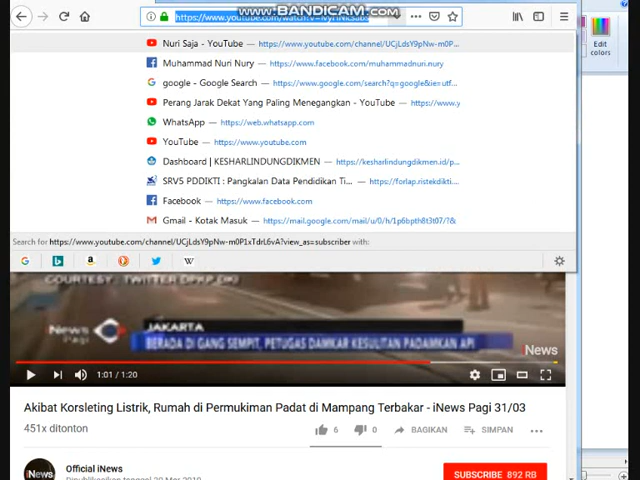 WWW.BANDICAM.COM
Nuri Saja - YouTube — https://www.youtube.com/channel/UCjLdsY9pNw-m0P...
Muhammad Nuri Nury — https://www.facebook.com/muhammadnuri.nury
google - Google Search — https://www.google.com/search?q=google&ie=utf...
Perang Jarak Dekat Yang Paling Menegangkan - YouTube — https://www.y
WhatsApp — https://web.whatsapp.com
YouTube — https://www.youtube.com
Dashboard | KESHARLINDUNGDIKMEN — https://kesharlindungdikmen.id/p...
SRV5 PDDIKTI : Pangkalan Data Pendidikan Ti... — https://forlap.ristekdikti...
Facebook — https://www.facebook.com
Gmail - Kotak Masuk — https://mail.google.com/mail/u/0/h/1p6bpth8t3t07/?&
Search for https://www.youtube.com/channel/UCjLdsY9pNw-m0P1xTdrL6vA?view_as=subscriber with:
Edit
colors
COURTESY : TWITTER DPKP DKI
iNews
Pagi
JAKARTA
BERADA DI GANG SEMPIT, PETUGAS DAMKAR KESULITAN PADAMKAN API
iNews
1:01 / 1:20
Akibat Korsleting Listrik, Rumah di Permukiman Padat di Mampang Terbakar - iNews Pagi 31/03
451x ditonton
6
0
BAGIKAN
SIMPAN
iNews
Official iNews
SUBSCRIBE 892 RB